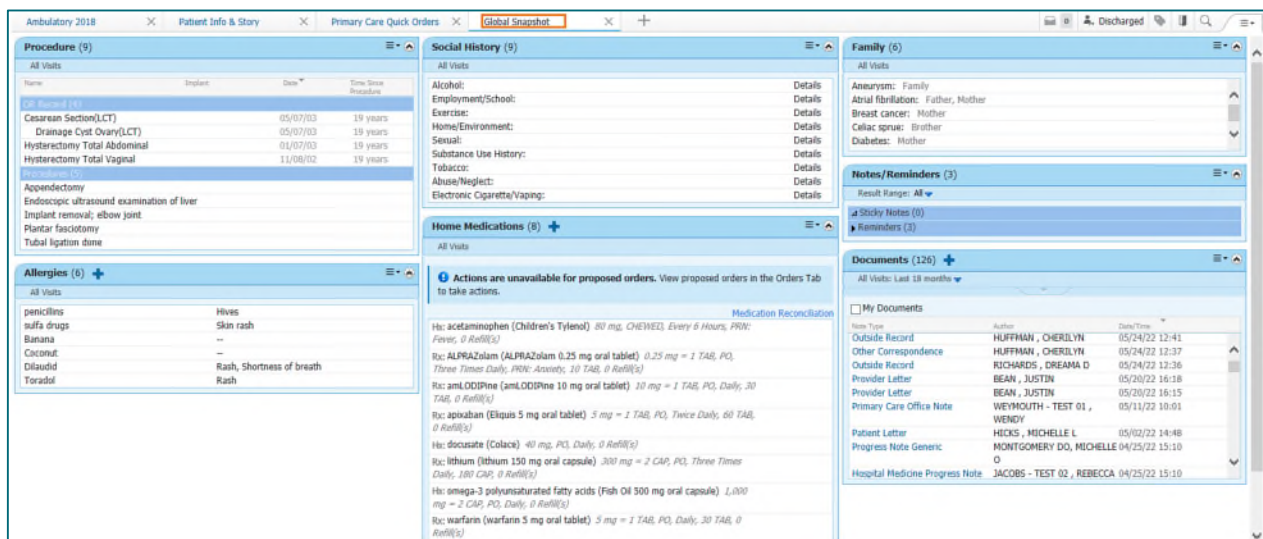 Ambulatory 2018 Patient Info & Story Primary Care Quick Orders Global Snapshot
0 Discharged
Procedure (9)
All Visits
Name Implant Date Time Since Procedure
OR Record (4)
Cesarean Section(LCT) 05/07/03 19 years
Drainage Cyst Ovary(LCT) 05/07/03 19 years
Hysterectomy Total Abdominal 01/07/03 19 years
Hysterectomy Total Vaginal 11/08/02 19 years
Procedures (5)
Appendectomy
Endoscopic ultrasound examination of liver
Implant removal; elbow joint
Plantar fasciotomy
Tubal ligation done
Allergies (6)
All Visits
penicillins Hives
sulfa drugs Skin rash
Banana --
Coconut --
Dilaudid Rash, Shortness of breath
Toradol Rash
Social History (9)
All Visits
Alcohol: Details
Employment/School: Details
Exercise: Details
Home/Environment: Details
Sexual: Details
Substance Use History: Details
Tobacco: Details
Abuse/Neglect: Details
Electronic Cigarette/Vaping: Details
Home Medications (8)
All Visits
Actions are unavailable for proposed orders. View proposed orders in the Orders Tab
to take actions.
Medication Reconciliation
Hx: acetaminophen (Children's Tylenol) 80 mg, CHEWED, Every 6 Hours, PRN:
Fever, 0 Refill(s)
Rx: ALPRAZolam (ALPRAZolam 0.25 mg oral tablet) 0.25 mg = 1 TAB, PO,
Three Times Daily, PRN: Anxiety, 10 TAB, 0 Refill(s)
Rx: amLODIPine (amLODIPine 10 mg oral tablet) 10 mg = 1 TAB, PO, Daily, 30
TAB, 0 Refill(s)
Rx: apixaban (Eliquis 5 mg oral tablet) 5 mg = 1 TAB, PO, Twice Daily, 60 TAB,
0 Refill(s)
Hx: docusate (Colace) 40 mg, PO, Daily, 0 Refill(s)
Rx: lithium (lithium 150 mg oral capsule) 300 mg = 2 CAP, PO, Three Times
Daily, 180 CAP, 0 Refill(s)
Hx: omega-3 polyunsaturated fatty acids (Fish Oil 500 mg oral capsule) 1,000
mg = 2 CAP, PO, Daily, 0 Refill(s)
Rx: warfarin (warfarin 5 mg oral tablet) 5 mg = 1 TAB, PO, Daily, 30 TAB, 0
Refill(s)
Family (6)
All Visits
Aneurysm: Family
Atrial fibrillation: Father, Mother
Breast cancer: Mother
Celiac sprue: Brother
Diabetes: Mother
Notes/Reminders (3)
Result Range: All
Sticky Notes (0)
Reminders (3)
Documents (126)
All Visits: Last 18 months
My Documents
Note Type Author Date/Time
Outside Record HUFFMAN , CHERILYN 05/24/22 12:41
Other Correspondence HUFFMAN , CHERILYN 05/24/22 12:37
Outside Record RICHARDS , DREAMA D 05/24/22 12:36
Provider Letter BEAN , JUSTIN 05/20/22 16:18
Provider Letter BEAN , JUSTIN 05/20/22 16:15
Primary Care Office Note WEYMOUTH - TEST 01 , 05/11/22 10:01
WENDY
Patient Letter HICKS , MICHELLE L 05/02/22 14:48
Progress Note Generic MONTGOMERY DO, MICHELLE 04/25/22 15:10
O
Hospital Medicine Progress Note JACOBS - TEST 02 , REBECCA 04/25/22 15:10